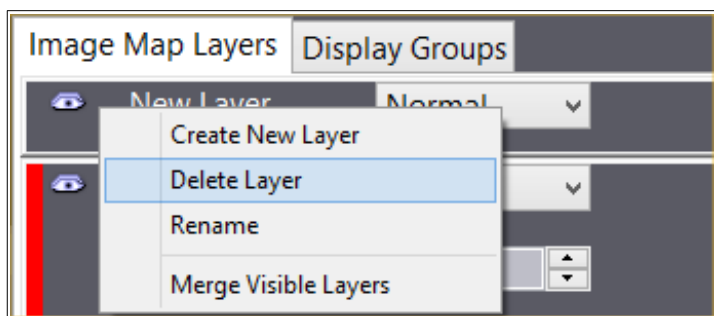 Image Map Layers Display Groups
New Layer Normal
Create New Layer
Delete Layer
Rename
Merge Visible Layers